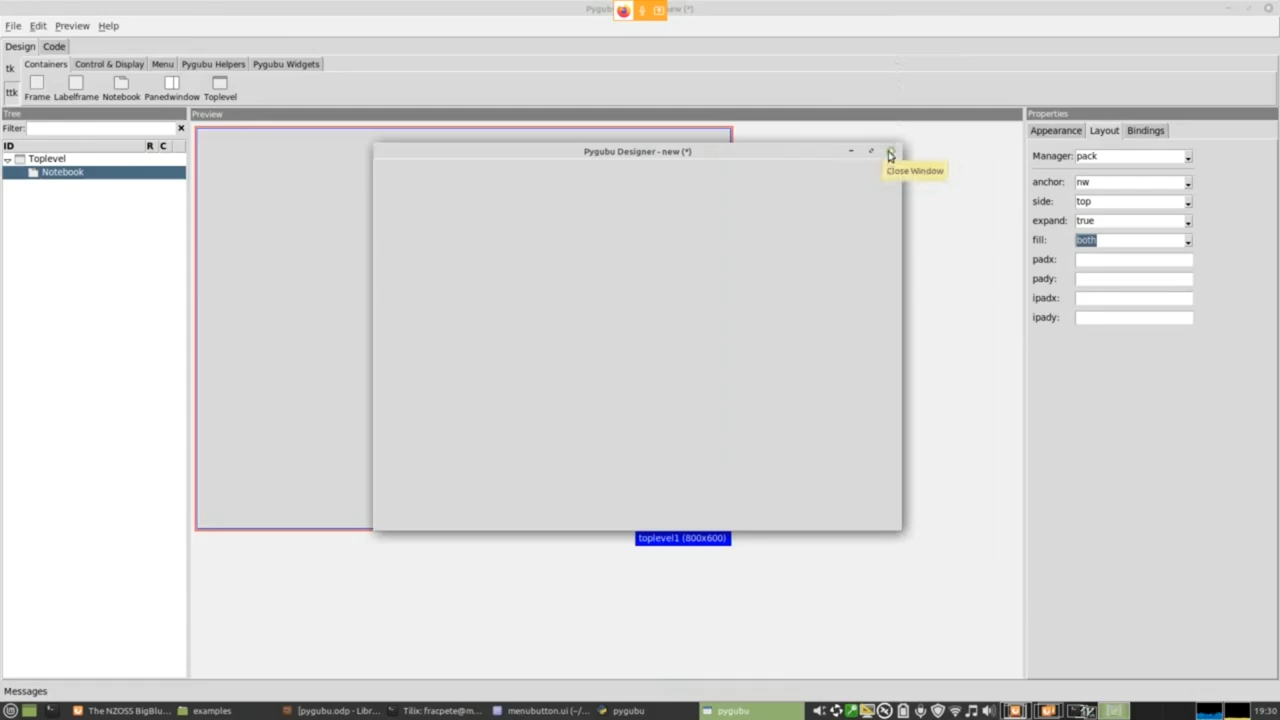 Pygub new (*)
File Edit Preview Help
Design Code
tk
ttk
Containers Control & Display Menu Pygubu Helpers Pygubu Widgets
Frame Labelframe Notebook Panedwindow Toplevel
Tree
Filter:
ID R C
Toplevel
Notebook
Preview
Pygubu Designer - new (*)
Close Window
toplevel1 (800x600)
Properties
Appearance Layout Bindings
Manager: pack
anchor: nw
side: top
expand: true
fill: both
padx:
pady:
ipadx:
ipady:
Messages
The NZOSS BigBlu... examples [pygubu.odp - Libr... Tilix: fracpete@m... menubutton.ui (~/... pygubu pygubu 19:30